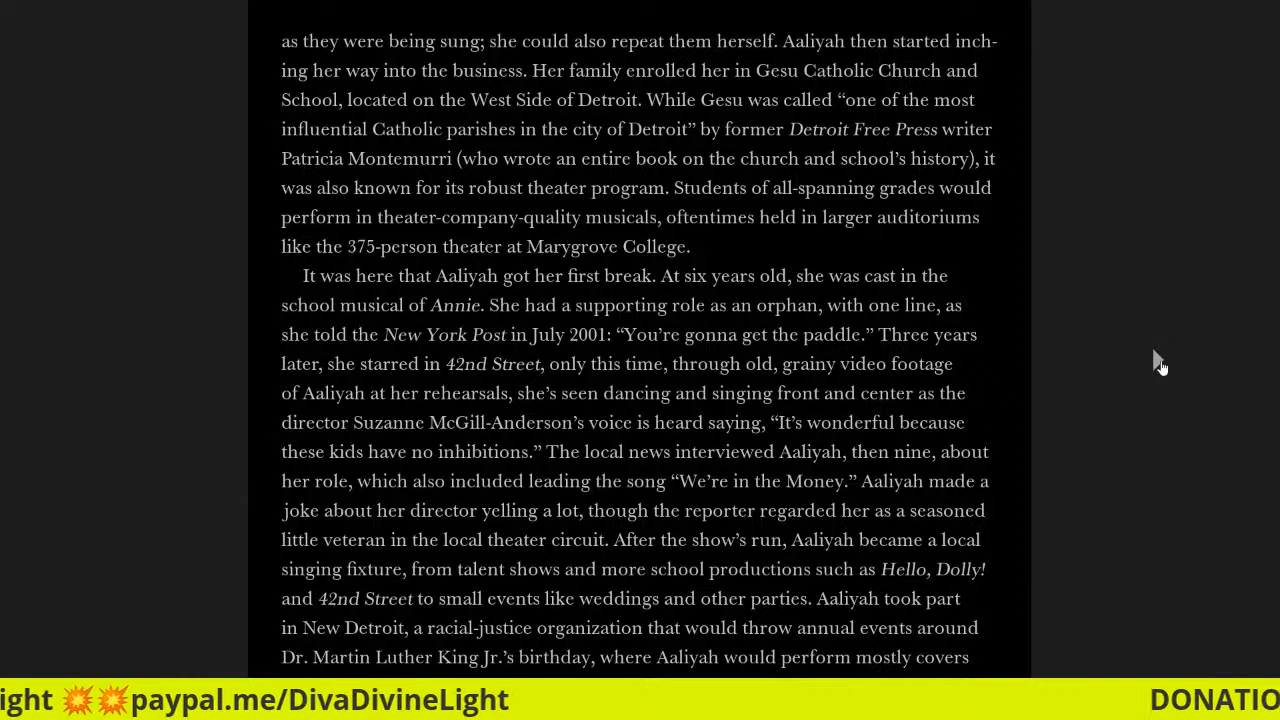 as they were being sung; she could also repeat them herself. Aaliyah then started inch-
ing her way into the business. Her family enrolled her in Gesu Catholic Church and
School, located on the West Side of Detroit. While Gesu was called “one of the most
influential Catholic parishes in the city of Detroit” by former Detroit Free Press writer
Patricia Montemurri (who wrote an entire book on the church and school’s history), it
was also known for its robust theater program. Students of all-spanning grades would
perform in theater-company-quality musicals, oftentimes held in larger auditoriums
like the 375-person theater at Marygrove College.
It was here that Aaliyah got her first break. At six years old, she was cast in the
school musical of Annie. She had a supporting role as an orphan, with one line, as
she told the New York Post in July 2001: “You’re gonna get the paddle.” Three years
later, she starred in 42nd Street, only this time, through old, grainy video footage
of Aaliyah at her rehearsals, she’s seen dancing and singing front and center as the
director Suzanne McGill-Anderson’s voice is heard saying, “It’s wonderful because
these kids have no inhibitions.” The local news interviewed Aaliyah, then nine, about
her role, which also included leading the song “We’re in the Money.” Aaliyah made a
joke about her director yelling a lot, though the reporter regarded her as a seasoned
little veteran in the local theater circuit. After the show’s run, Aaliyah became a local
singing fixture, from talent shows and more school productions such as Hello, Dolly!
and 42nd Street to small events like weddings and other parties. Aaliyah took part
in New Detroit, a racial-justice organization that would throw annual events around
Dr. Martin Luther King Jr.’s birthday, where Aaliyah would perform mostly covers
ight 💥💥paypal.me/DivaDivineLight DONATIO